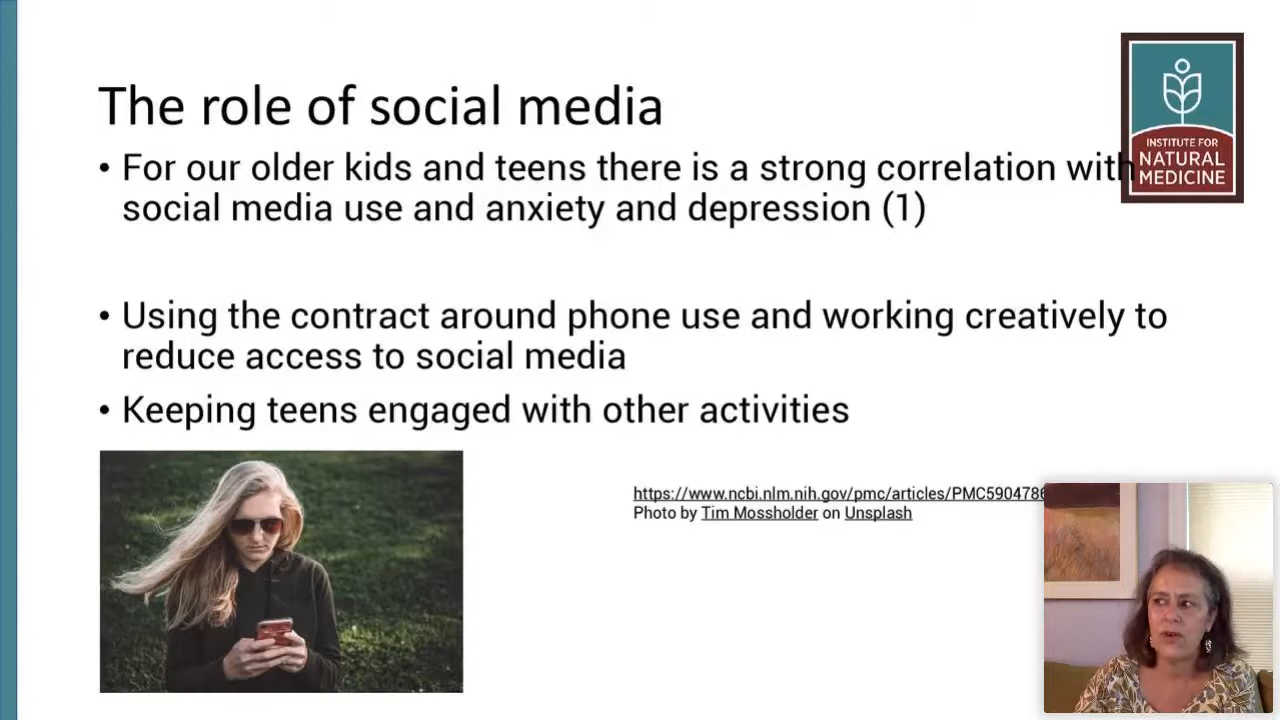 The role of social media
• For our older kids and teens there is a strong correlation with
social media use and anxiety and depression (1)
INSTITUTE FOR
NATURAL
MEDICINE
• Using the contract around phone use and working creatively to
reduce access to social media
• Keeping teens engaged with other activities
https://www.ncbi.nlm.nih.gov/pmc/articles/PMC5904786
Photo by Tim Mossholder on Unsplash